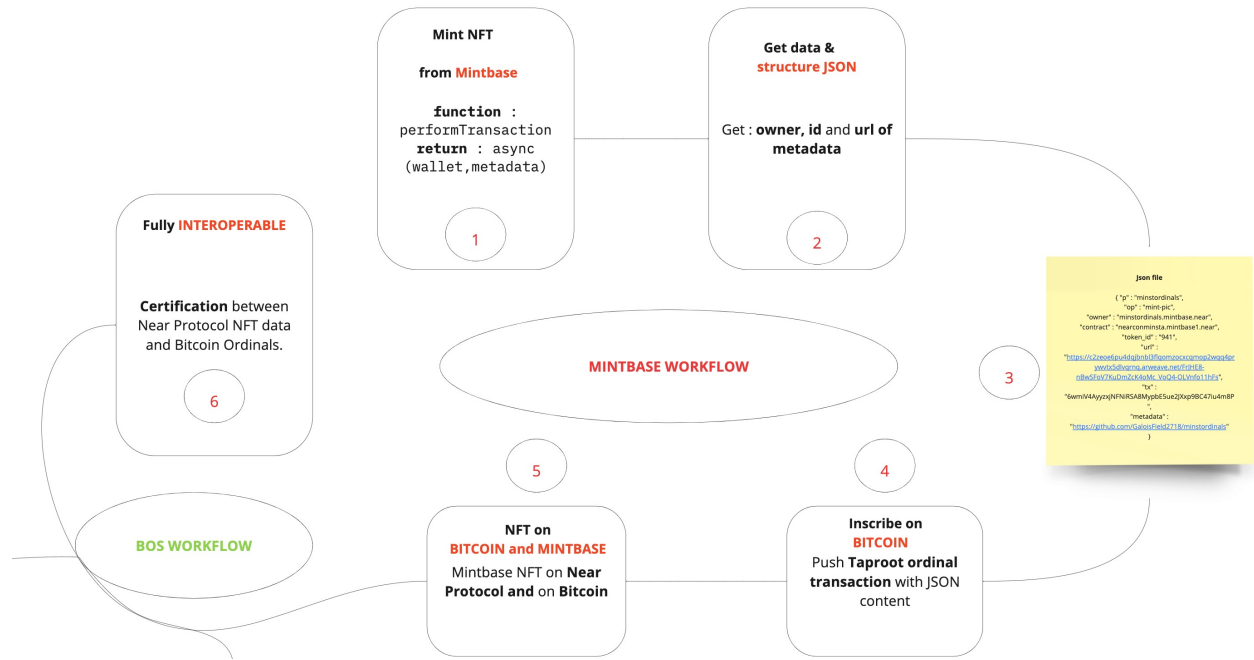 Mint NFT
from Mintbase
function :
performTransaction
return : async
(wallet,metadata)
1
Get data &
structure JSON
Get : owner, id and url of
metadata
2
Json file
{ "p" : "minstordinals",
"op" : "mint-pic",
"owner" : "minstordinals.mintbase.near",
"contract" : "nearconminsta.mintbase1.near",
"token_id" : "941",
"url" :
"tx" :
",
"metadata" :
"https://github.com/GaloisField2718/minstordinals"
}
3
Inscribe on
BITCOIN
Push Taproot ordinal
transaction with JSON
content
4
NFT on
BITCOIN and MINTBASE
Mintbase NFT on Near
Protocol and on Bitcoin
5
Fully INTEROPERABLE
Certification between
Near Protocol NFT data
and Bitcoin Ordinals.
6
MINTBASE WORKFLOW
BOS WORKFLOW